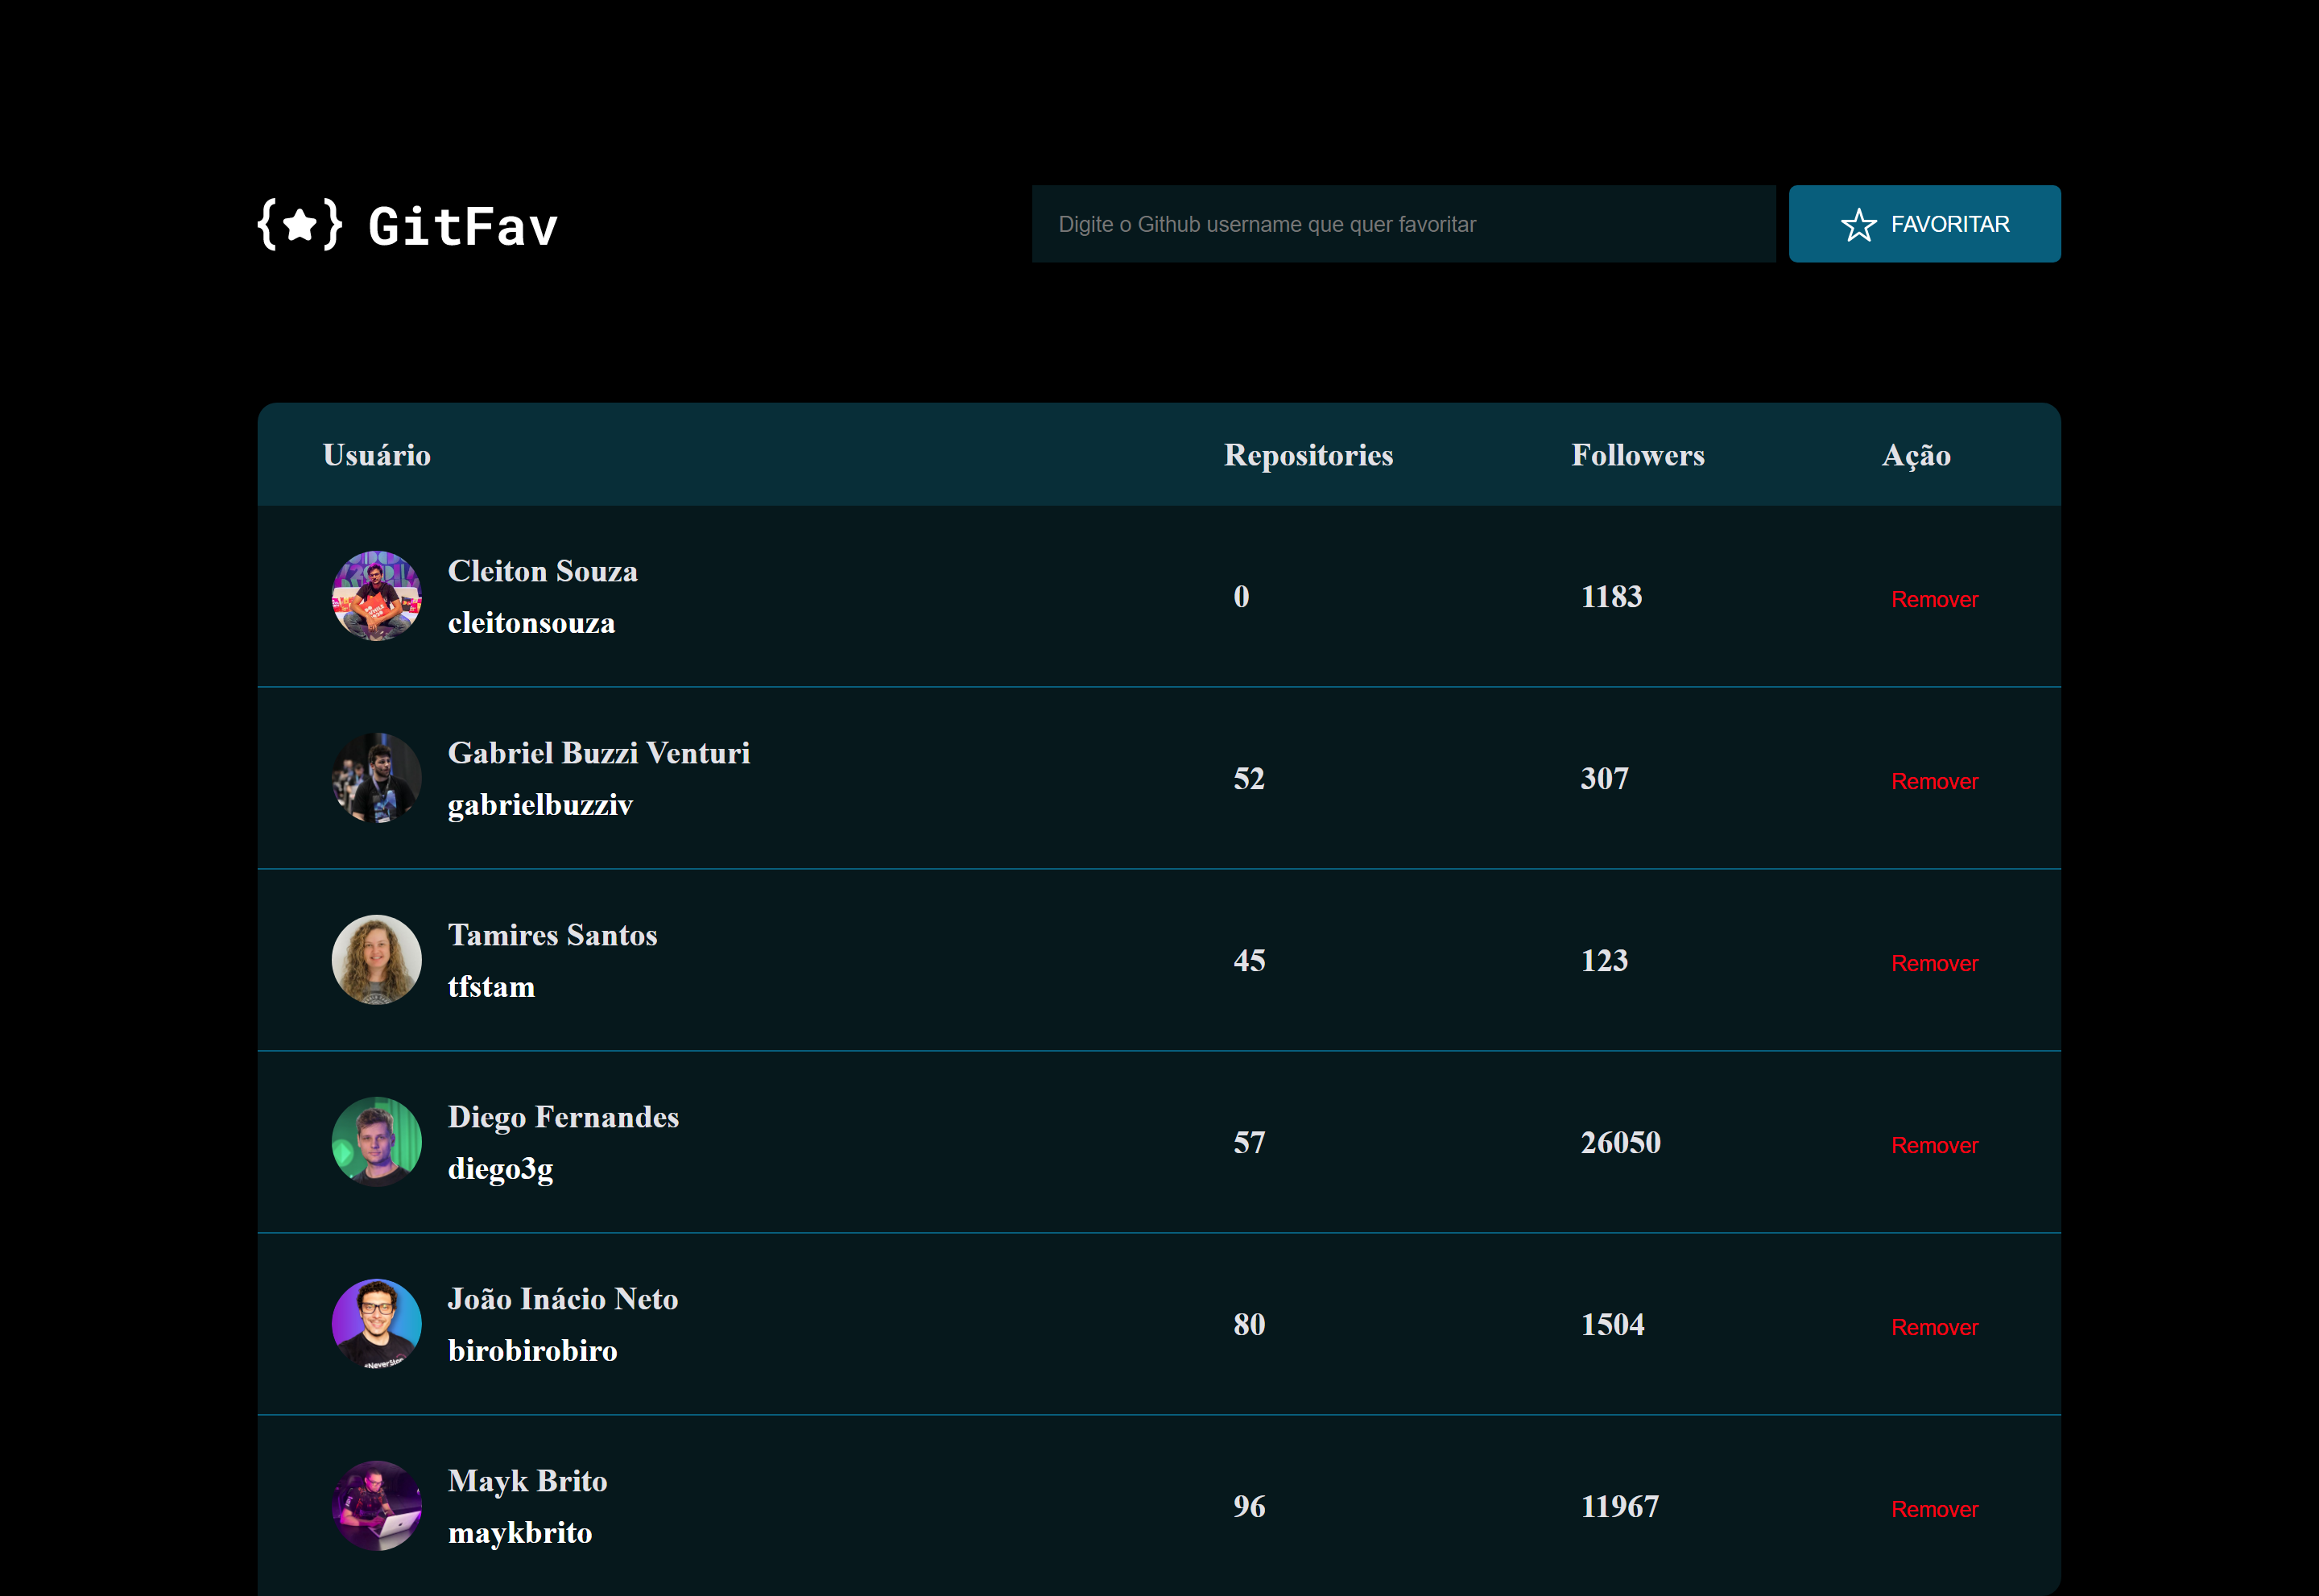 GitFav
Digite o Github username que quer favoritar
FAVORITAR
Usuário Repositories Followers Ação
Cleiton Souza
cleitonsouza
0 1183 Remover
Gabriel Buzzi Venturi
gabrielbuzziv
52 307 Remover
Tamires Santos
tfstam
45 123 Remover
Diego Fernandes
diego3g
57 26050 Remover
João Inácio Neto
birobirobiro
80 1504 Remover
Mayk Brito
maykbrito
96 11967 Remover